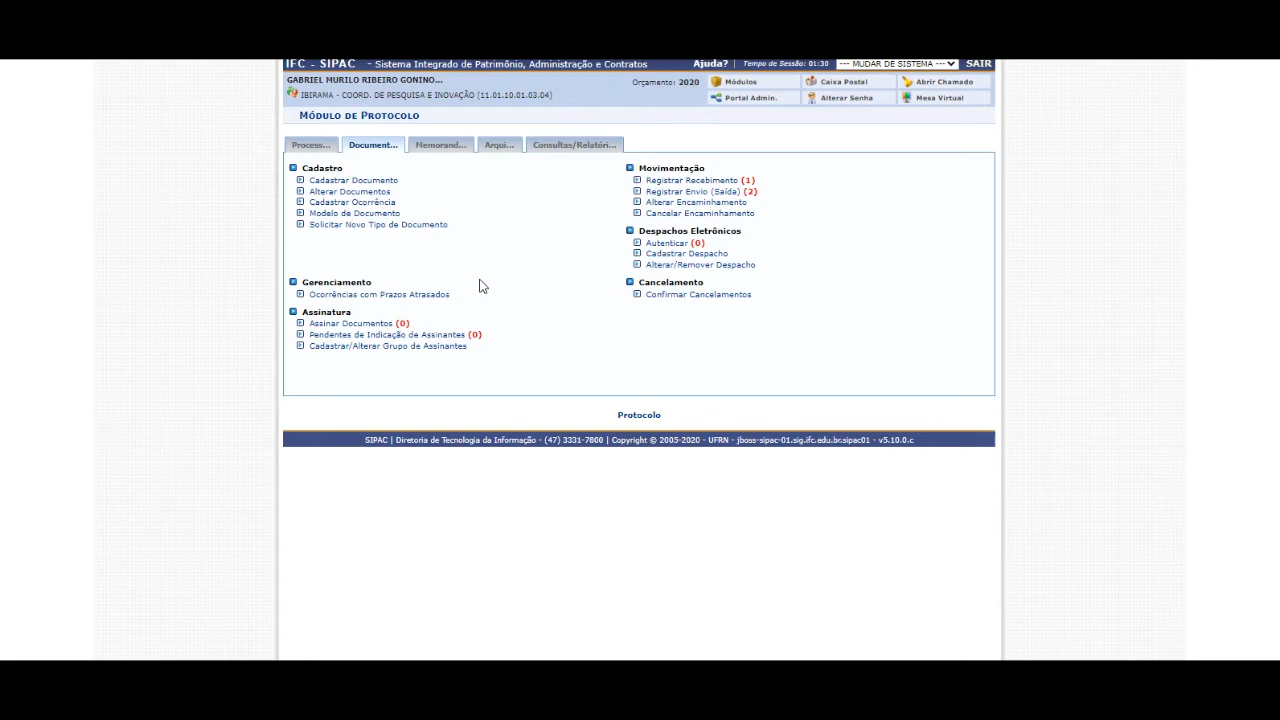 IFC - SIPAC - Sistema Integrado de Patrimônio, Administração e Contratos Ajuda? | Tempo de Sessão: 01:30 --- MUDAR DE SISTEMA --- SAIR
GABRIEL MURILO RIBEIRO GONINO... Orçamento: 2020 Módulos Caixa Postal Abrir Chamado
IBIRAMA - COORD. DE PESQUISA E INOVAÇÃO (11.01.10.01.03.04) Portal Admin. Alterar Senha Mesa Virtual
MÓDULO DE PROTOCOLO
Process... Document... Memorand... Arqui... Consultas/Relatóri...
Cadastro
Cadastrar Documento
Alterar Documentos
Cadastrar Ocorrência
Modelo de Documento
Solicitar Novo Tipo de Documento
Movimentação
Registrar Recebimento (1)
Registrar Envio (Saída) (2)
Alterar Encaminhamento
Cancelar Encaminhamento
Despachos Eletrônicos
Autenticar (0)
Cadastrar Despacho
Alterar/Remover Despacho
Gerenciamento
Ocorrências com Prazos Atrasados
Cancelamento
Confirmar Cancelamentos
Assinatura
Assinar Documentos (0)
Pendentes de Indicação de Assinantes (0)
Cadastrar/Alterar Grupo de Assinantes
Protocolo
SIPAC | Diretoria de Tecnologia da Informação - (47) 3331-7800 | Copyright © 2005-2020 - UFRN - jboss-sipac-01.sig.ifc.edu.br.sipac01 - v5.10.0.c